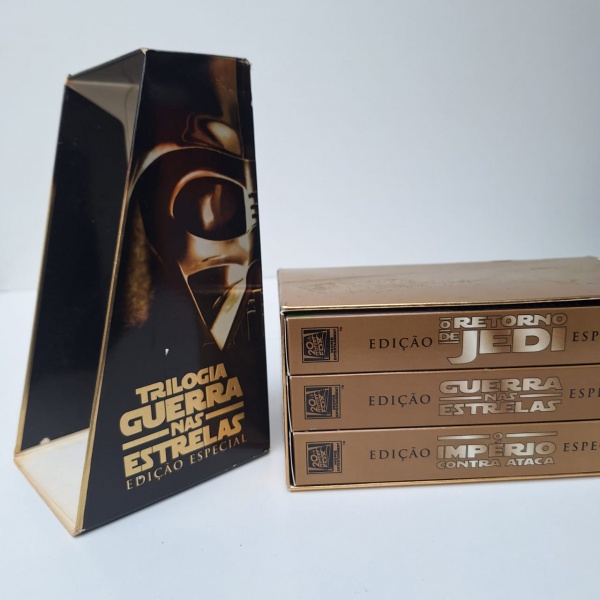 TRILOGIA
GUERRA
NAS
ESTRELAS
EDIÇÃO ESPECIAL
EDIÇÃO
O RETORNO
DE JEDI
ESP
EDIÇÃO
GUERRA
NAS
ESTRELAS
ESPE
EDIÇÃO
O
IMPÉRIO
CONTRA ATACA
ESPEC